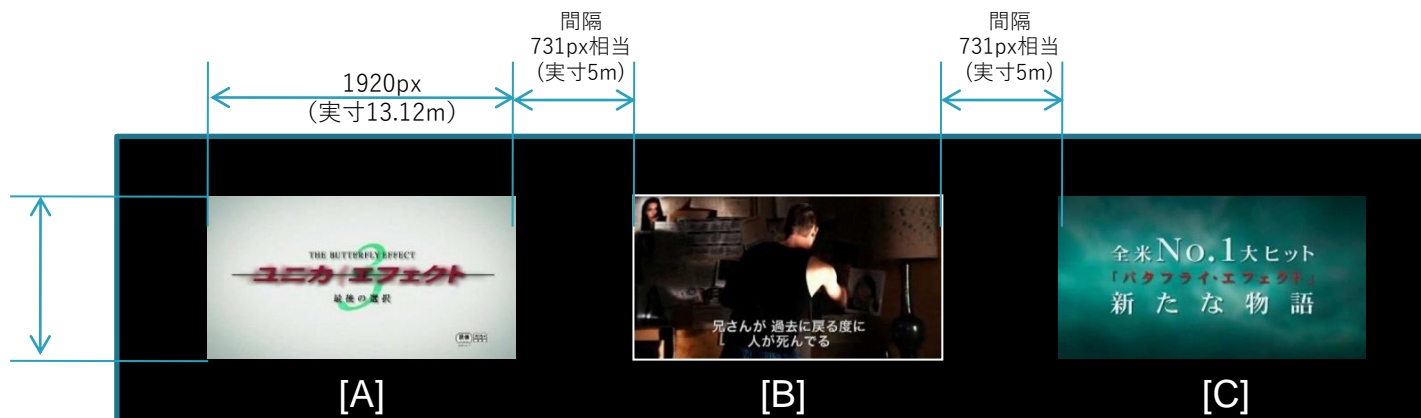 間隔
731px相当
(実寸5m)
間隔
731px相当
(実寸5m)
1920px
(実寸13.12m)
THE BUTTERFLY EFFECT
3
ユニカ/エフェクト
最後の選択
兄さんが 過去に戻る度に
人が死んでる
全米No.1大ヒット
「バタフライ・エフェクト」
新たな物語
[A]
[B]
[C]